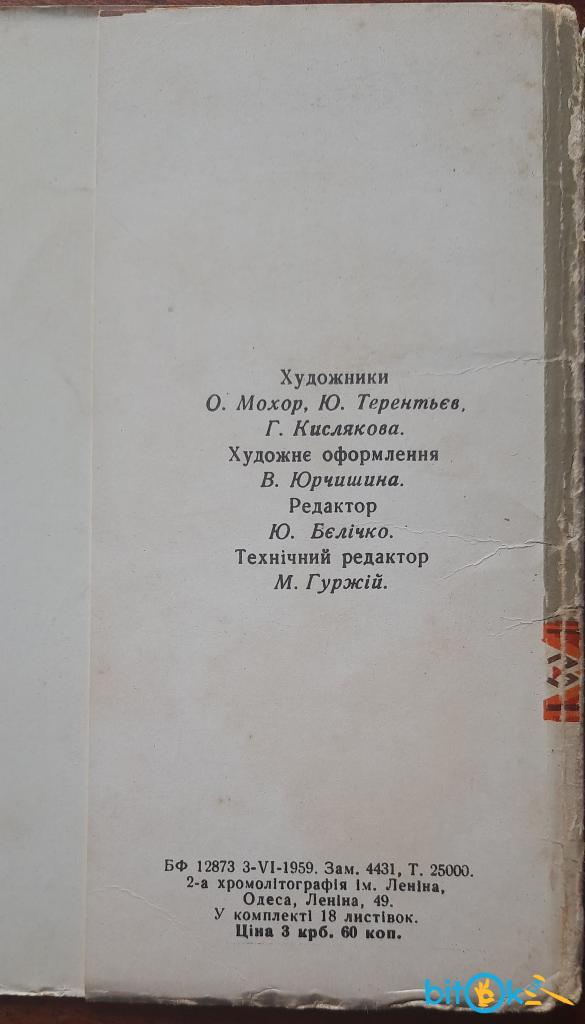 Художники
О. Мохор, Ю. Терентьєв,
Г. Кислякова.
Художнє оформлення
В. Юрчишина.
Редактор
Ю. Бєлічко.
Технічний редактор
М. Гуржій.
БФ 12873 3-VI-1959. Зам. 4431, Т. 25000.
2-а хромолітографія ім. Леніна,
Одеса, Леніна, 49.
У комплекті 18 листівок.
Ціна 3 крб. 60 коп.
bitOk